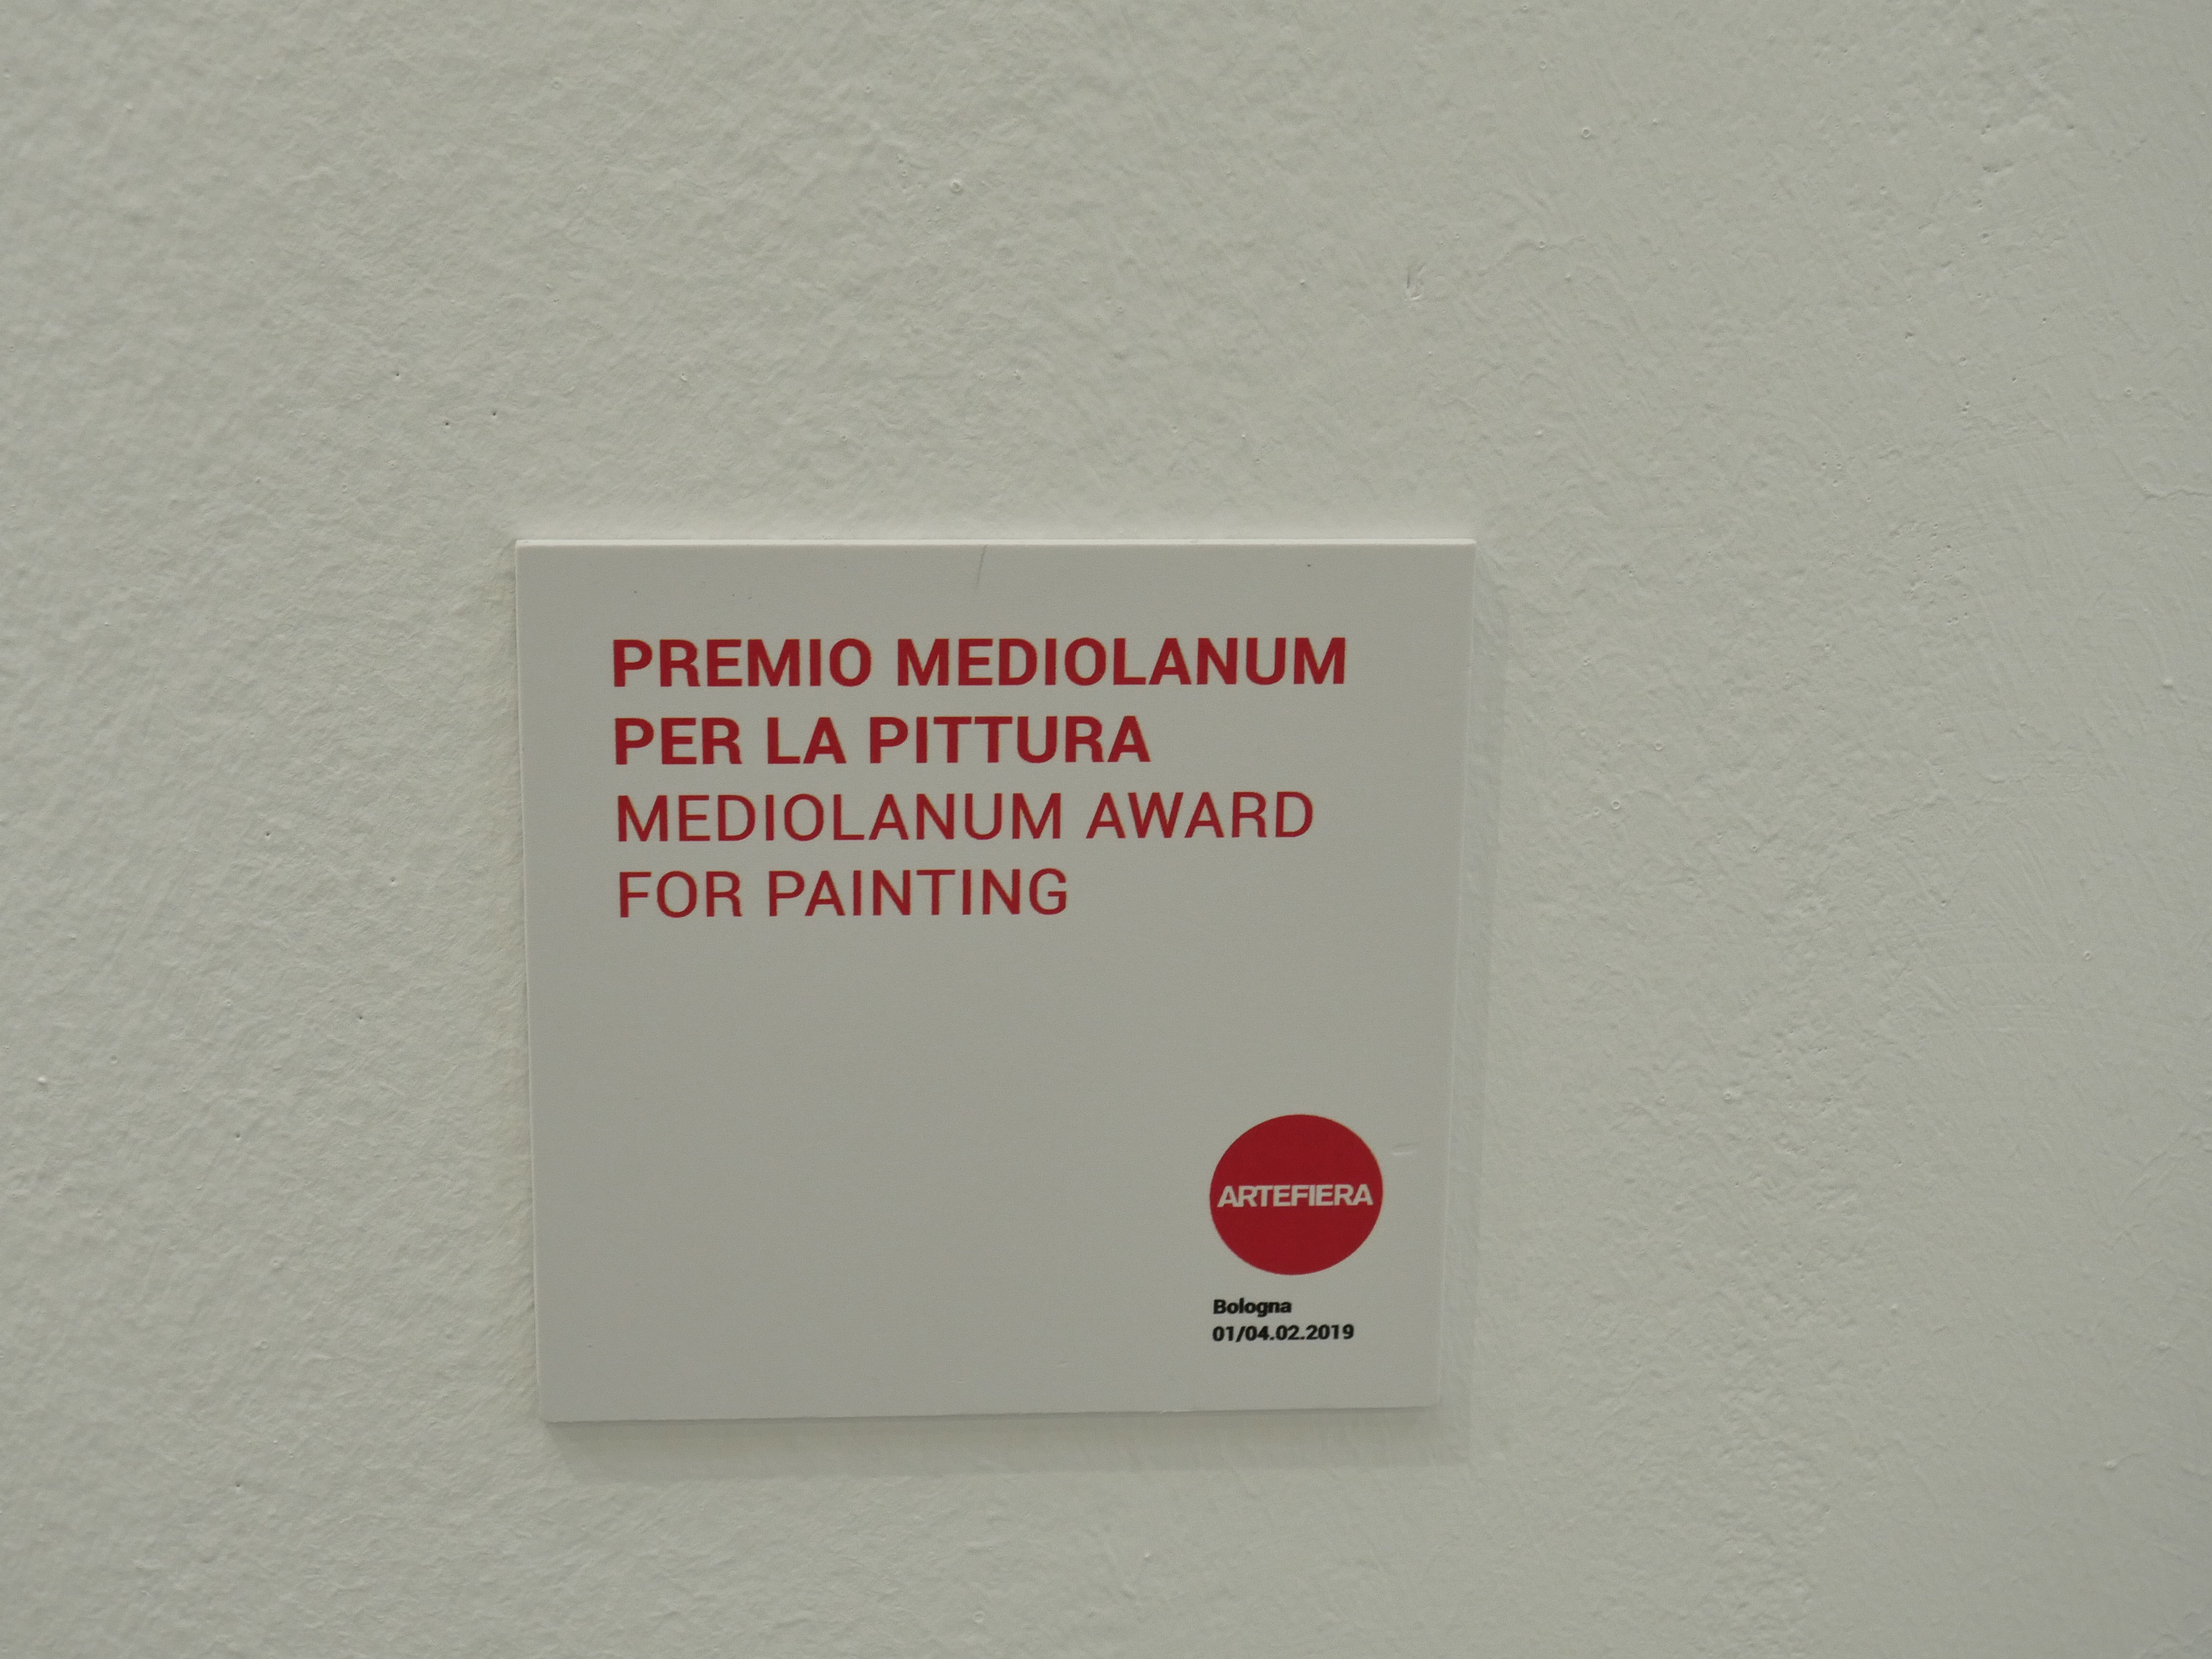 PREMIO MEDIOLANUM
PER LA PITTURA
MEDIOLANUM AWARD
FOR PAINTING
ARTEFIERA
Bologna
01/04.02.2019